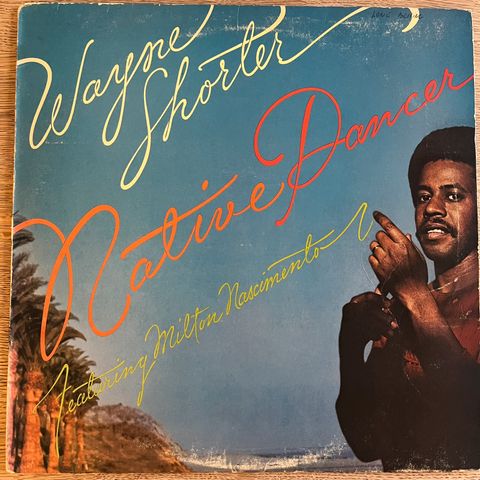 Wayne
Shorter
Native Dancer
Featuring Milton Nascimento